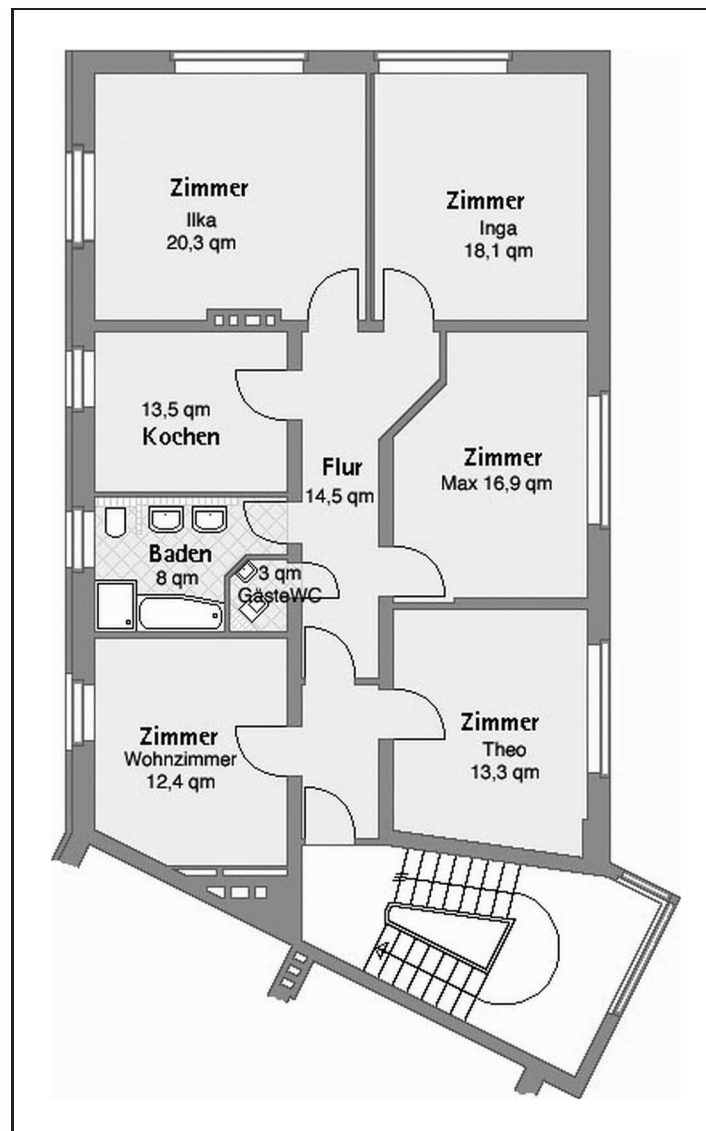 Zimmer
Ilka
20,3 qm
Zimmer
Inga
18,1 qm
13,5 qm
Kochen
Flur
14,5 qm
Zimmer
Max 16,9 qm
Baden
8 qm
3 qm
GästeWC
Zimmer
Wohnzimmer
12,4 qm
Zimmer
Theo
13,3 qm